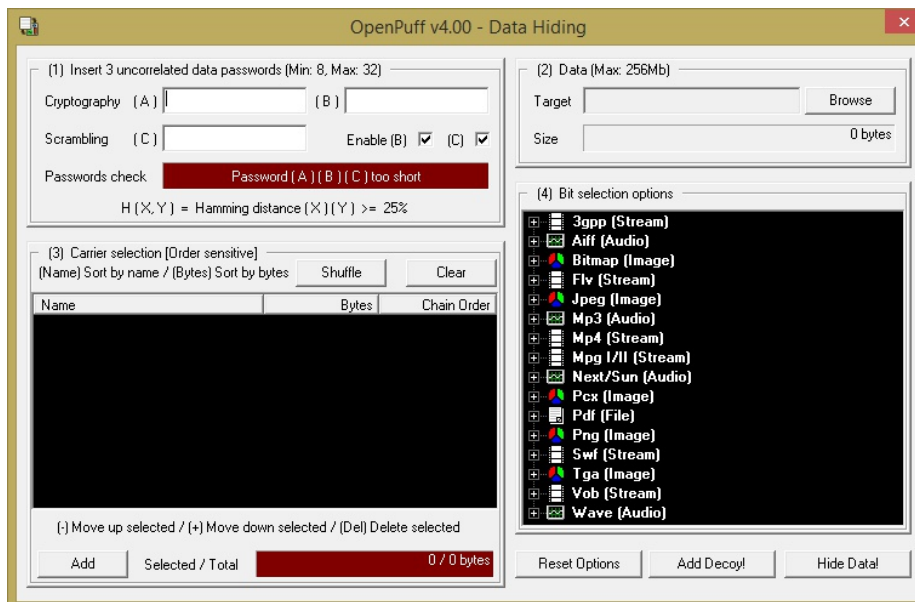 OpenPuff v4.00 - Data Hiding
(1) Insert 3 uncorrelated data passwords (Min: 8, Max: 32)
Cryptography (A) (B)
Scrambling (C) Enable (B) (C)
Passwords check Password (A) (B) (C) too short
H (X,Y) = Hamming distance (X) (Y) >= 25%
(2) Data (Max: 256Mb)
Target Browse
Size 0 bytes
(3) Carrier selection [Order sensitive]
(Name) Sort by name / (Bytes) Sort by bytes Shuffle Clear
Name Bytes Chain Order
(-) Move up selected / (+) Move down selected / (Del) Delete selected
Add Selected / Total 0 / 0 bytes
(4) Bit selection options
3gpp (Stream)
Aiff (Audio)
Bitmap (Image)
Flv (Stream)
Jpeg (Image)
Mp3 (Audio)
Mp4 (Stream)
Mpg I/II (Stream)
Next/Sun (Audio)
Pcx (Image)
Pdf (File)
Png (Image)
Swf (Stream)
Tga (Image)
Vob (Stream)
Wave (Audio)
Reset Options Add Decoy! Hide Data!